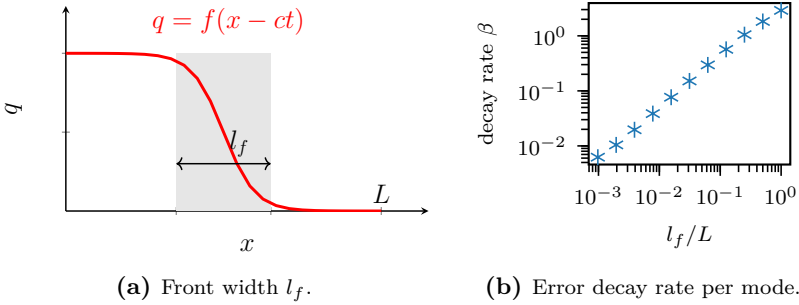 q = f(x − ct)
q
l_f
L
x
(a) Front width l_f.
decay rate β
10^0
10^{-1}
10^{-2}
10^{-3} 10^{-2} 10^{-1} 10^0
l_f/L
(b) Error decay rate per mode.